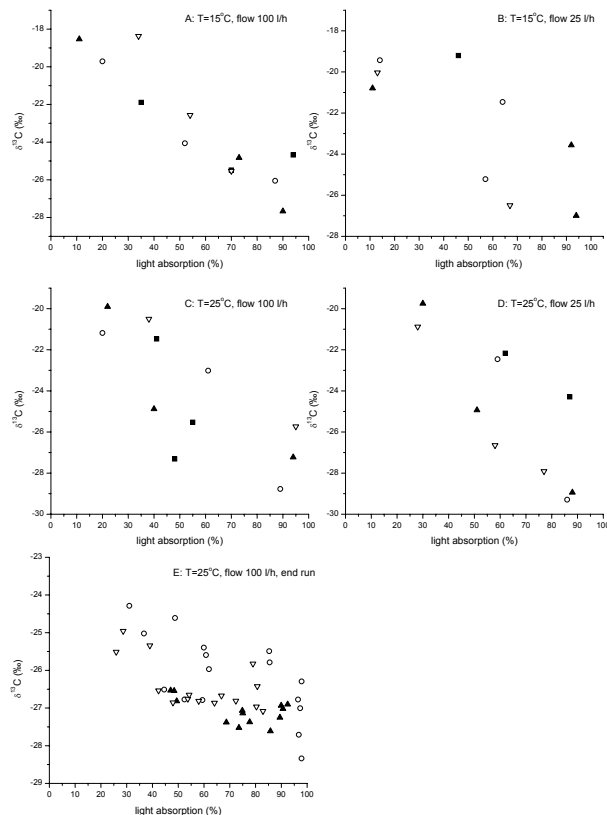 A: T=15°C, flow 100 l/h
-18
-20
-22
-24
-26
-28
δ¹³C (‰)
0 10 20 30 40 50 60 70 80 90 100
light absorption (%)
B: T=15°C, flow 25 l/h
-18
-20
-22
-24
-26
-28
δ¹³C (‰)
0 10 20 30 40 50 60 70 80 90 100
light absorption (%)
C: T=25°C, flow 100 l/h
-20
-22
-24
-26
-28
-30
δ¹³C (‰)
0 10 20 30 40 50 60 70 80 90 100
light absorption (%)
D: T=25°C, flow 25 l/h
-20
-22
-24
-26
-28
-30
δ¹³C (‰)
0 10 20 30 40 50 60 70 80 90 100
light absorption (%)
-23
E: T=25°C, flow 100 l/h, end run
-24
-25
-26
-27
-28
-29
δ¹³C (‰)
0 10 20 30 40 50 60 70 80 90 100
light absorption (%)